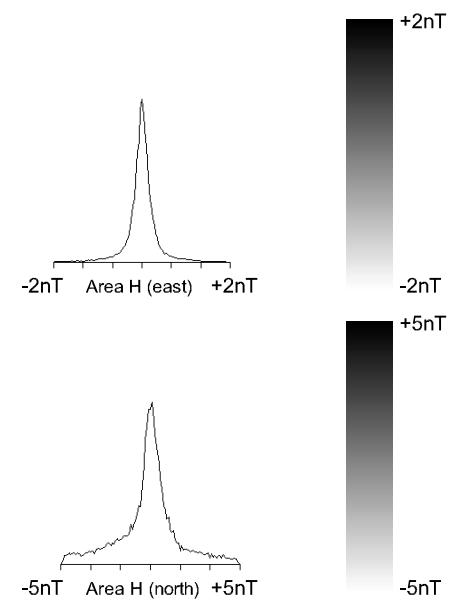 +2nT
-2nT Area H (east) +2nT -2nT
+5nT
-5nT Area H (north) +5nT -5nT